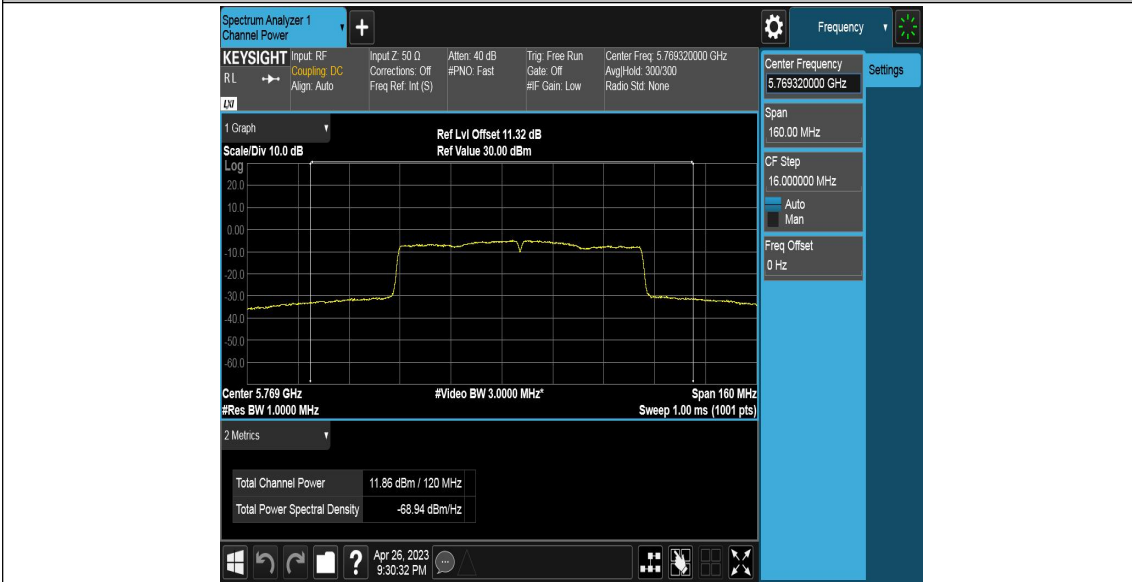 Spectrum Analyzer 1
Channel Power
+
Frequency
KEYSIGHT
R L
LXI
Input: RF
Coupling: DC
Align: Auto
Input Z: 50 Ω
Corrections: Off
Freq Ref: Int (S)
Atten: 40 dB
#PNO: Fast
Trig: Free Run
Gate: Off
#IF Gain: Low
Center Freq: 5.769320000 GHz
Avg|Hold: 300/300
Radio Std: None
Center Frequency
5.769320000 GHz
Settings
Span
160.00 MHz
CF Step
16.000000 MHz
Auto
Man
Freq Offset
0 Hz
1 Graph
Scale/Div 10.0 dB
Ref Lvl Offset 11.32 dB
Ref Value 30.00 dBm
Log
20.0
10.0
0.00
-10.0
-20.0
-30.0
-40.0
-50.0
-60.0
Center 5.769 GHz
#Video BW 3.0000 MHz*
Span 160 MHz
#Res BW 1.0000 MHz
Sweep 1.00 ms (1001 pts)
2 Metrics
Total Channel Power 11.86 dBm / 120 MHz
Total Power Spectral Density -68.94 dBm/Hz
?
Apr 26, 2023
9:30:32 PM